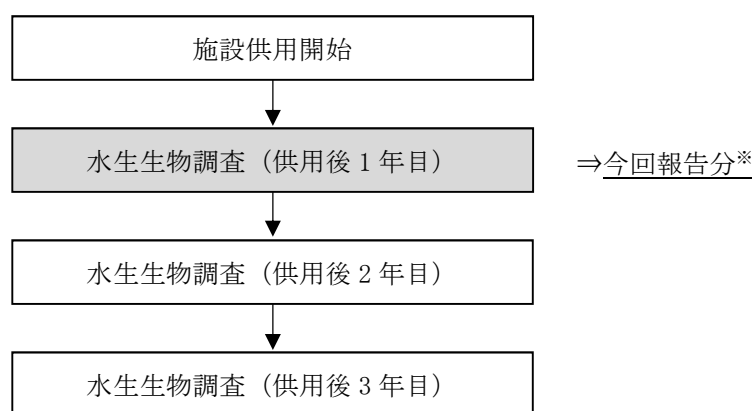 施設供用開始
水生生物調査（供用後 1 年目） ⇒今回報告分※
水生生物調査（供用後 2 年目）
水生生物調査（供用後 3 年目）